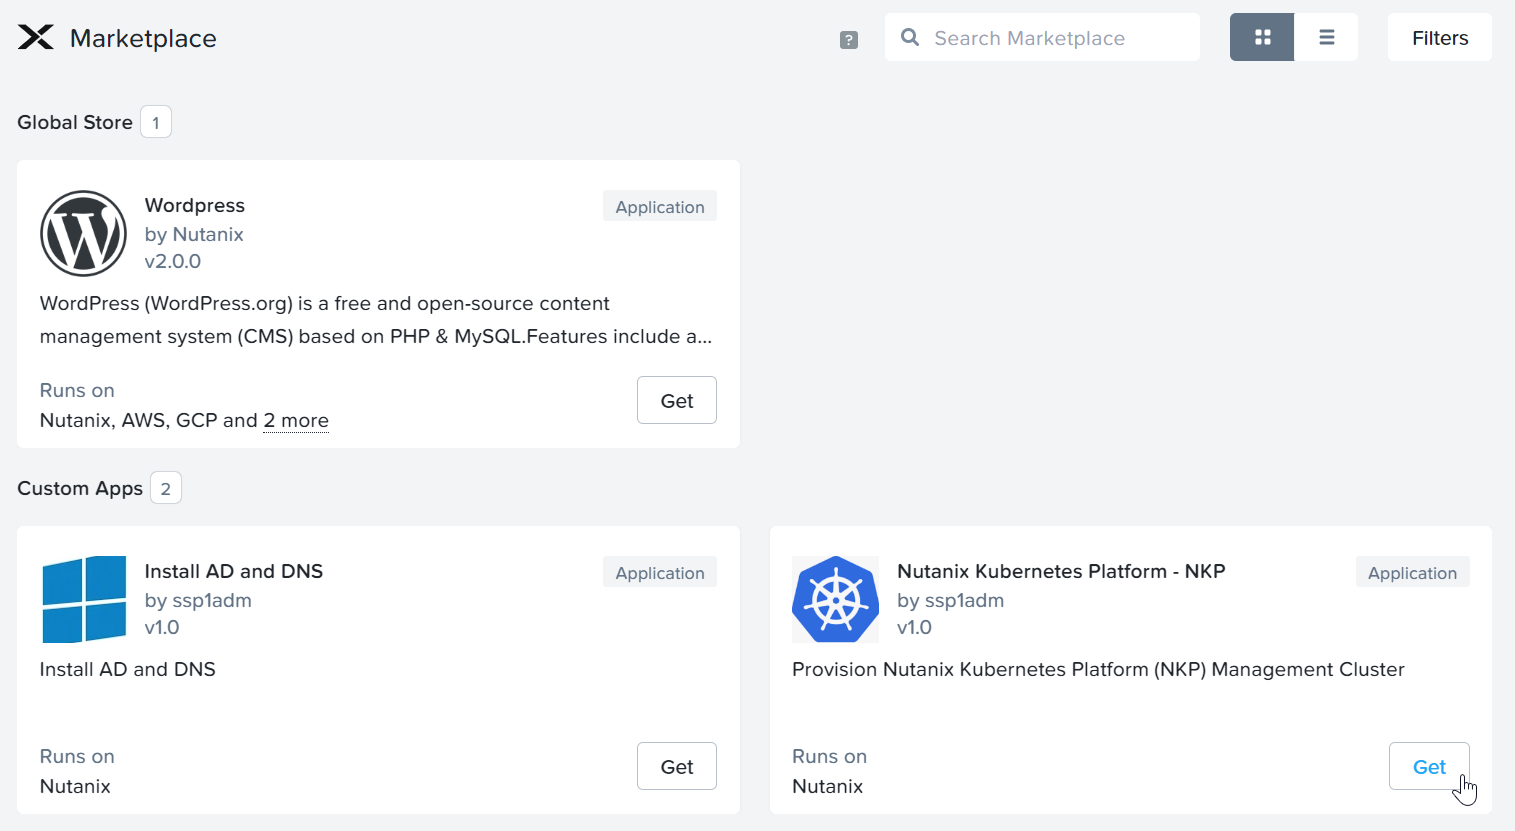 Marketplace
?
Search Marketplace
Filters
Global Store 1
Wordpress
Application
by Nutanix
v2.0.0
WordPress (WordPress.org) is a free and open-source content
management system (CMS) based on PHP & MySQL.Features include a...
Runs on
Nutanix, AWS, GCP and 2 more
Get
Custom Apps 2
Install AD and DNS
Application
by ssp1adm
v1.0
Install AD and DNS
Runs on
Nutanix
Get
Nutanix Kubernetes Platform - NKP
Application
by ssp1adm
v1.0
Provision Nutanix Kubernetes Platform (NKP) Management Cluster
Runs on
Nutanix
Get